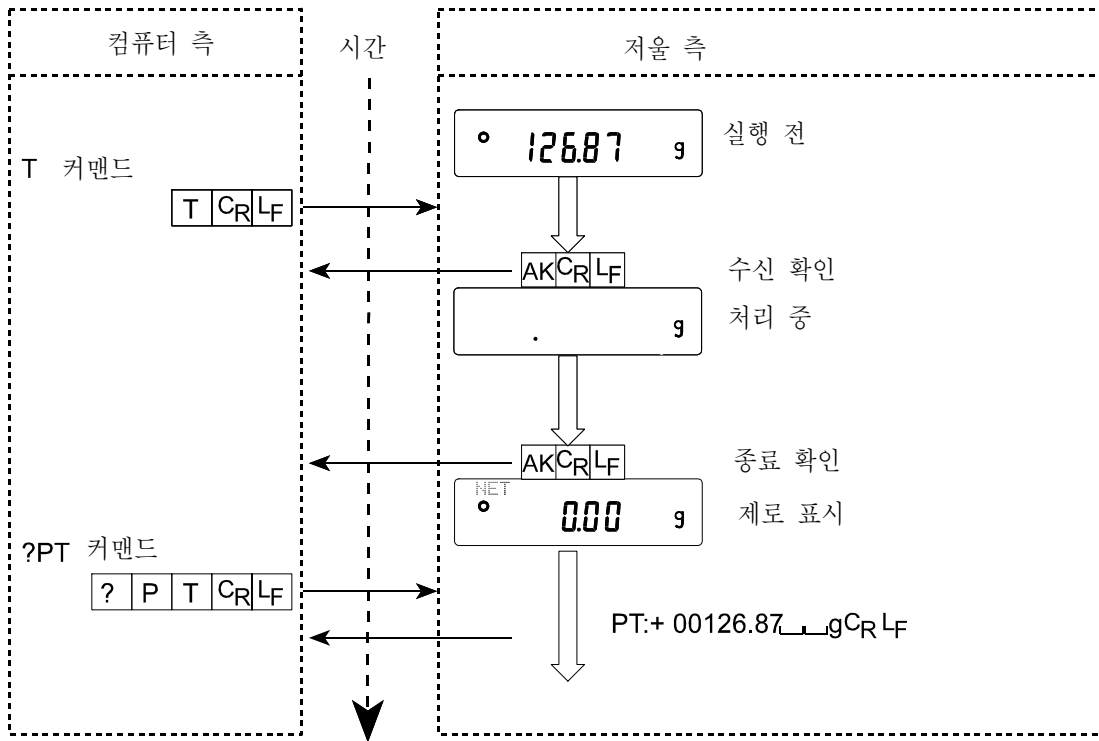 컴퓨터 측
시간
저울 측
126.87 g
실행 전
T 커맨드
T CR LF
AK CR LF
수신 확인
. g
처리 중
AK CR LF
종료 확인
NET
0.00 g
제로 표시
?PT 커맨드
? P T CR LF
PT:+ 00126.87␣␣gCR LF